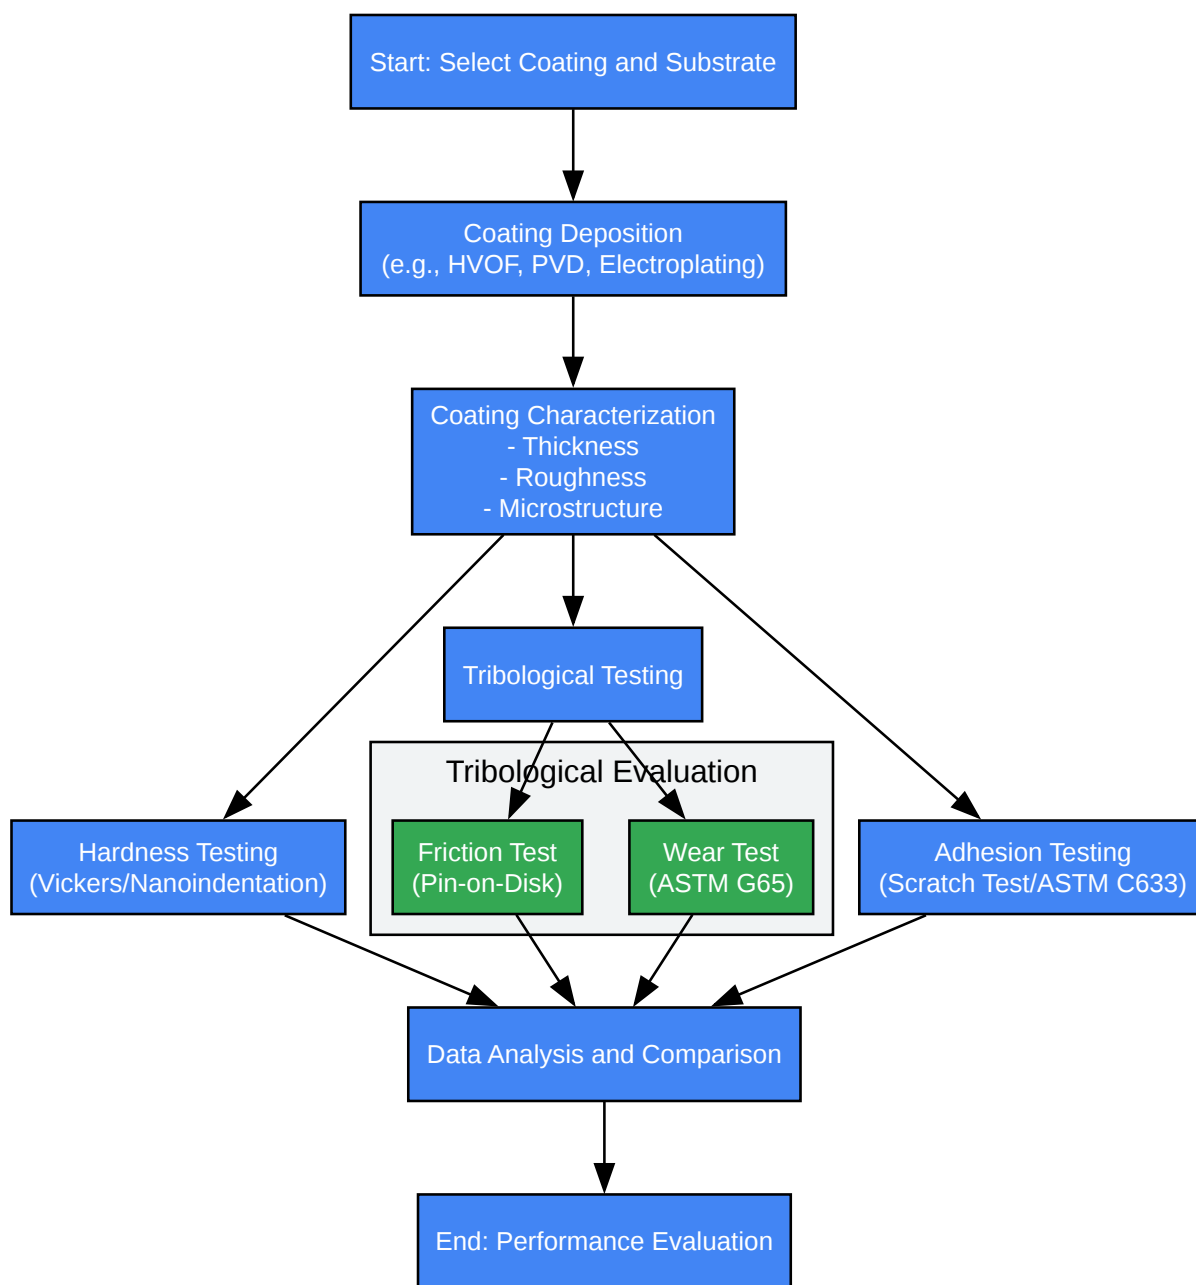 Start: Select Coating and Substrate
Coating Deposition
(e.g., HVOF, PVD, Electroplating)
Coating Characterization
- Thickness
- Roughness
- Microstructure
Tribological Testing
Tribological Evaluation
Hardness Testing
(Vickers/Nanoindentation)
Friction Test
(Pin-on-Disk)
Wear Test
(ASTM G65)
Adhesion Testing
(Scratch Test/ASTM C633)
Data Analysis and Comparison
End: Performance Evaluation